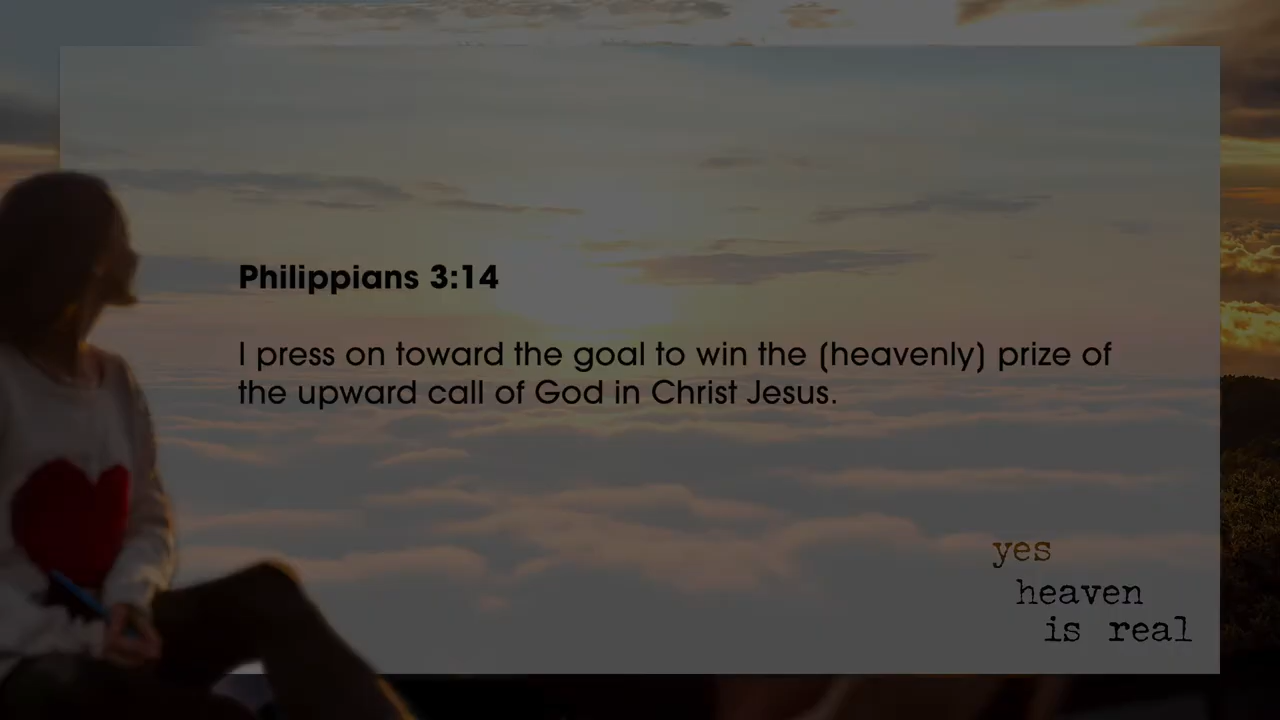 Philippians 3:14
I press on toward the goal to win the (heavenly) prize of
the upward call of God in Christ Jesus.
yes
heaven
is real